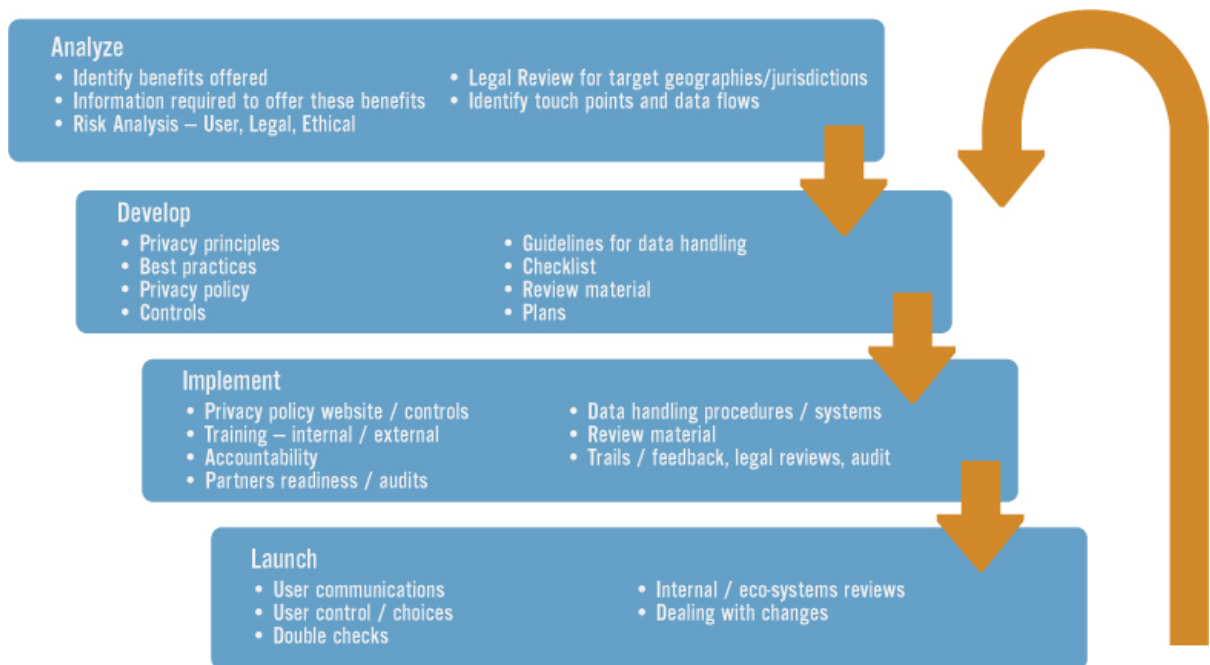 Analyze
• Identify benefits offered
• Information required to offer these benefits
• Risk Analysis – User, Legal, Ethical
• Legal Review for target geographies/jurisdictions
• Identify touch points and data flows
Develop
• Privacy principles
• Best practices
• Privacy policy
• Controls
• Guidelines for data handling
• Checklist
• Review material
• Plans
Implement
• Privacy policy website / controls
• Training – internal / external
• Accountability
• Partners readiness / audits
• Data handling procedures / systems
• Review material
• Trails / feedback, legal reviews, audit
Launch
• User communications
• User control / choices
• Double checks
• Internal / eco-systems reviews
• Dealing with changes